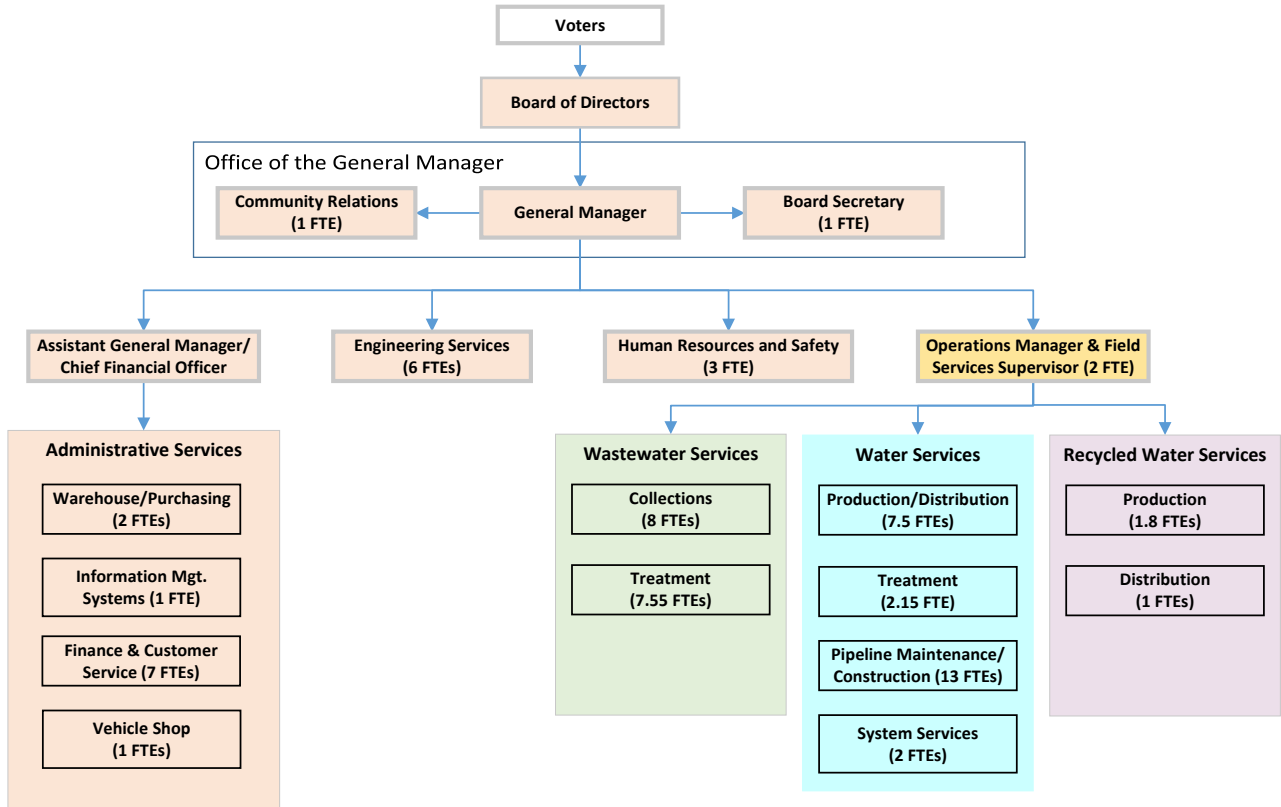 Voters
Board of Directors
Office of the General Manager
Community Relations
(1 FTE)
General Manager
Board Secretary
(1 FTE)
Assistant General Manager/
Chief Financial Officer
Engineering Services
(6 FTEs)
Human Resources and Safety
(3 FTE)
Operations Manager & Field
Services Supervisor (2 FTE)
Administrative Services
Warehouse/Purchasing
(2 FTEs)
Information Mgt.
Systems (1 FTE)
Finance & Customer
Service (7 FTEs)
Vehicle Shop
(1 FTEs)
Wastewater Services
Collections
(8 FTEs)
Treatment
(7.55 FTEs)
Water Services
Production/Distribution
(7.5 FTEs)
Treatment
(2.15 FTE)
Pipeline Maintenance/
Construction (13 FTEs)
System Services
(2 FTEs)
Recycled Water Services
Production
(1.8 FTEs)
Distribution
(1 FTEs)